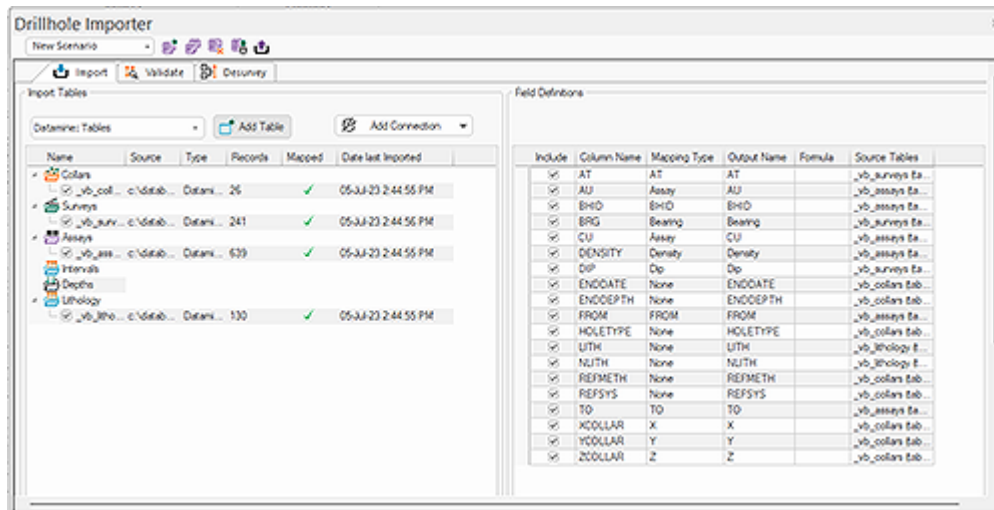 Drillhole Importer
New Scenario
Import Validate Desurvey
Import Tables
Datamine: Tables Add Table Add Connection
Name Source Type Records Mapped Date last Imported
Collars
_vb_coll... c:\datab... Datami... 26 05-Jul-23 2:44:55 PM
Surveys
_vb_surv... c:\datab... Datami... 241 05-Jul-23 2:44:56 PM
Assays
_vb_ass... c:\datab... Datami... 639 05-Jul-23 2:44:55 PM
Intervals
Depths
Lithology
_vb_litho... c:\datab... Datami... 130 05-Jul-23 2:44:55 PM
Field Definitions
Include Column Name Mapping Type Output Name Formula Source Tables
AT AT AT _vb_surveys (ta...
AU Assay AU _vb_assays (ta...
BHID BHID BHID _vb_assays (ta...
BRG Bearing Bearing _vb_surveys (ta...
CU Assay CU _vb_assays (ta...
DENSITY Density Density _vb_assays (ta...
DIP Dip Dip _vb_surveys (ta...
ENDDATE None ENDDATE _vb_collars (tab...
ENDDEPTH None ENDDEPTH _vb_collars (tab...
FROM FROM FROM _vb_assays (ta...
HOLETYPE None HOLETYPE _vb_collars (tab...
LITH None LITH _vb_lithology (t...
NLITH None NLITH _vb_lithology (t...
REFMETH None REFMETH _vb_collars (tab...
REFSYS None REFSYS _vb_collars (tab...
TO TO TO _vb_assays (ta...
XCOLLAR X X _vb_collars (tab...
YCOLLAR Y Y _vb_collars (tab...
ZCOLLAR Z Z _vb_collars (tab...